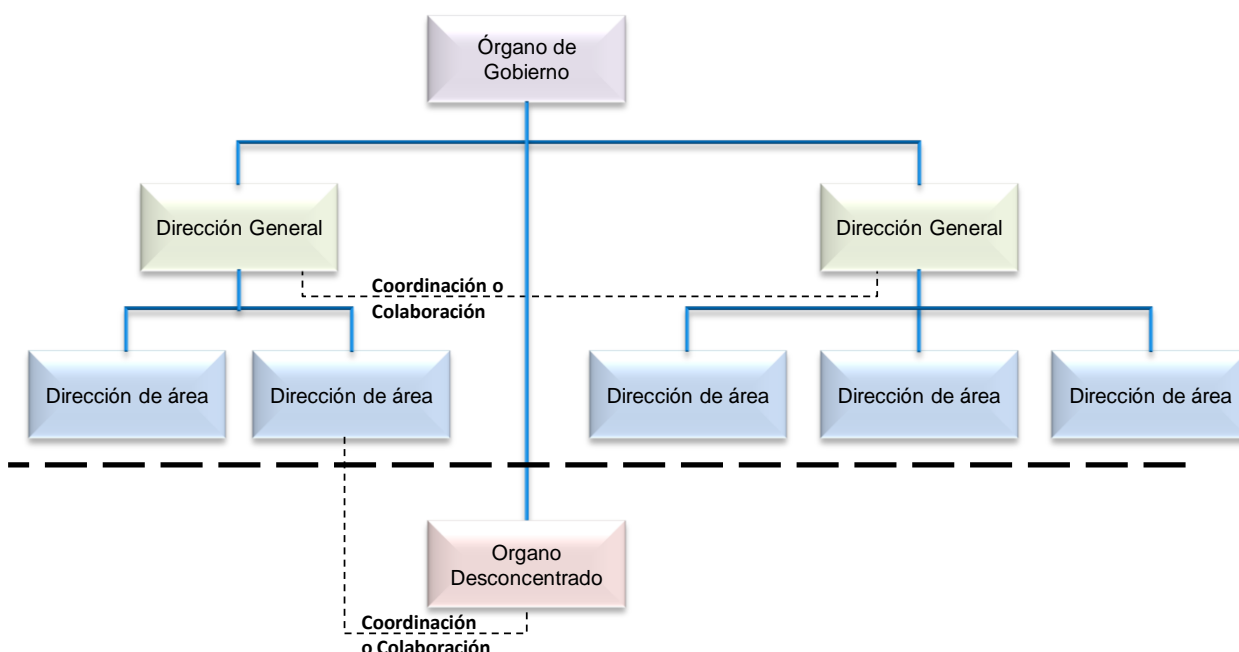 Órgano de
Gobierno
Dirección General
Dirección General
Coordinación o
Colaboración
Dirección de área
Dirección de área
Dirección de área
Dirección de área
Dirección de área
Organo
Desconcentrado
Coordinación
o Colaboración